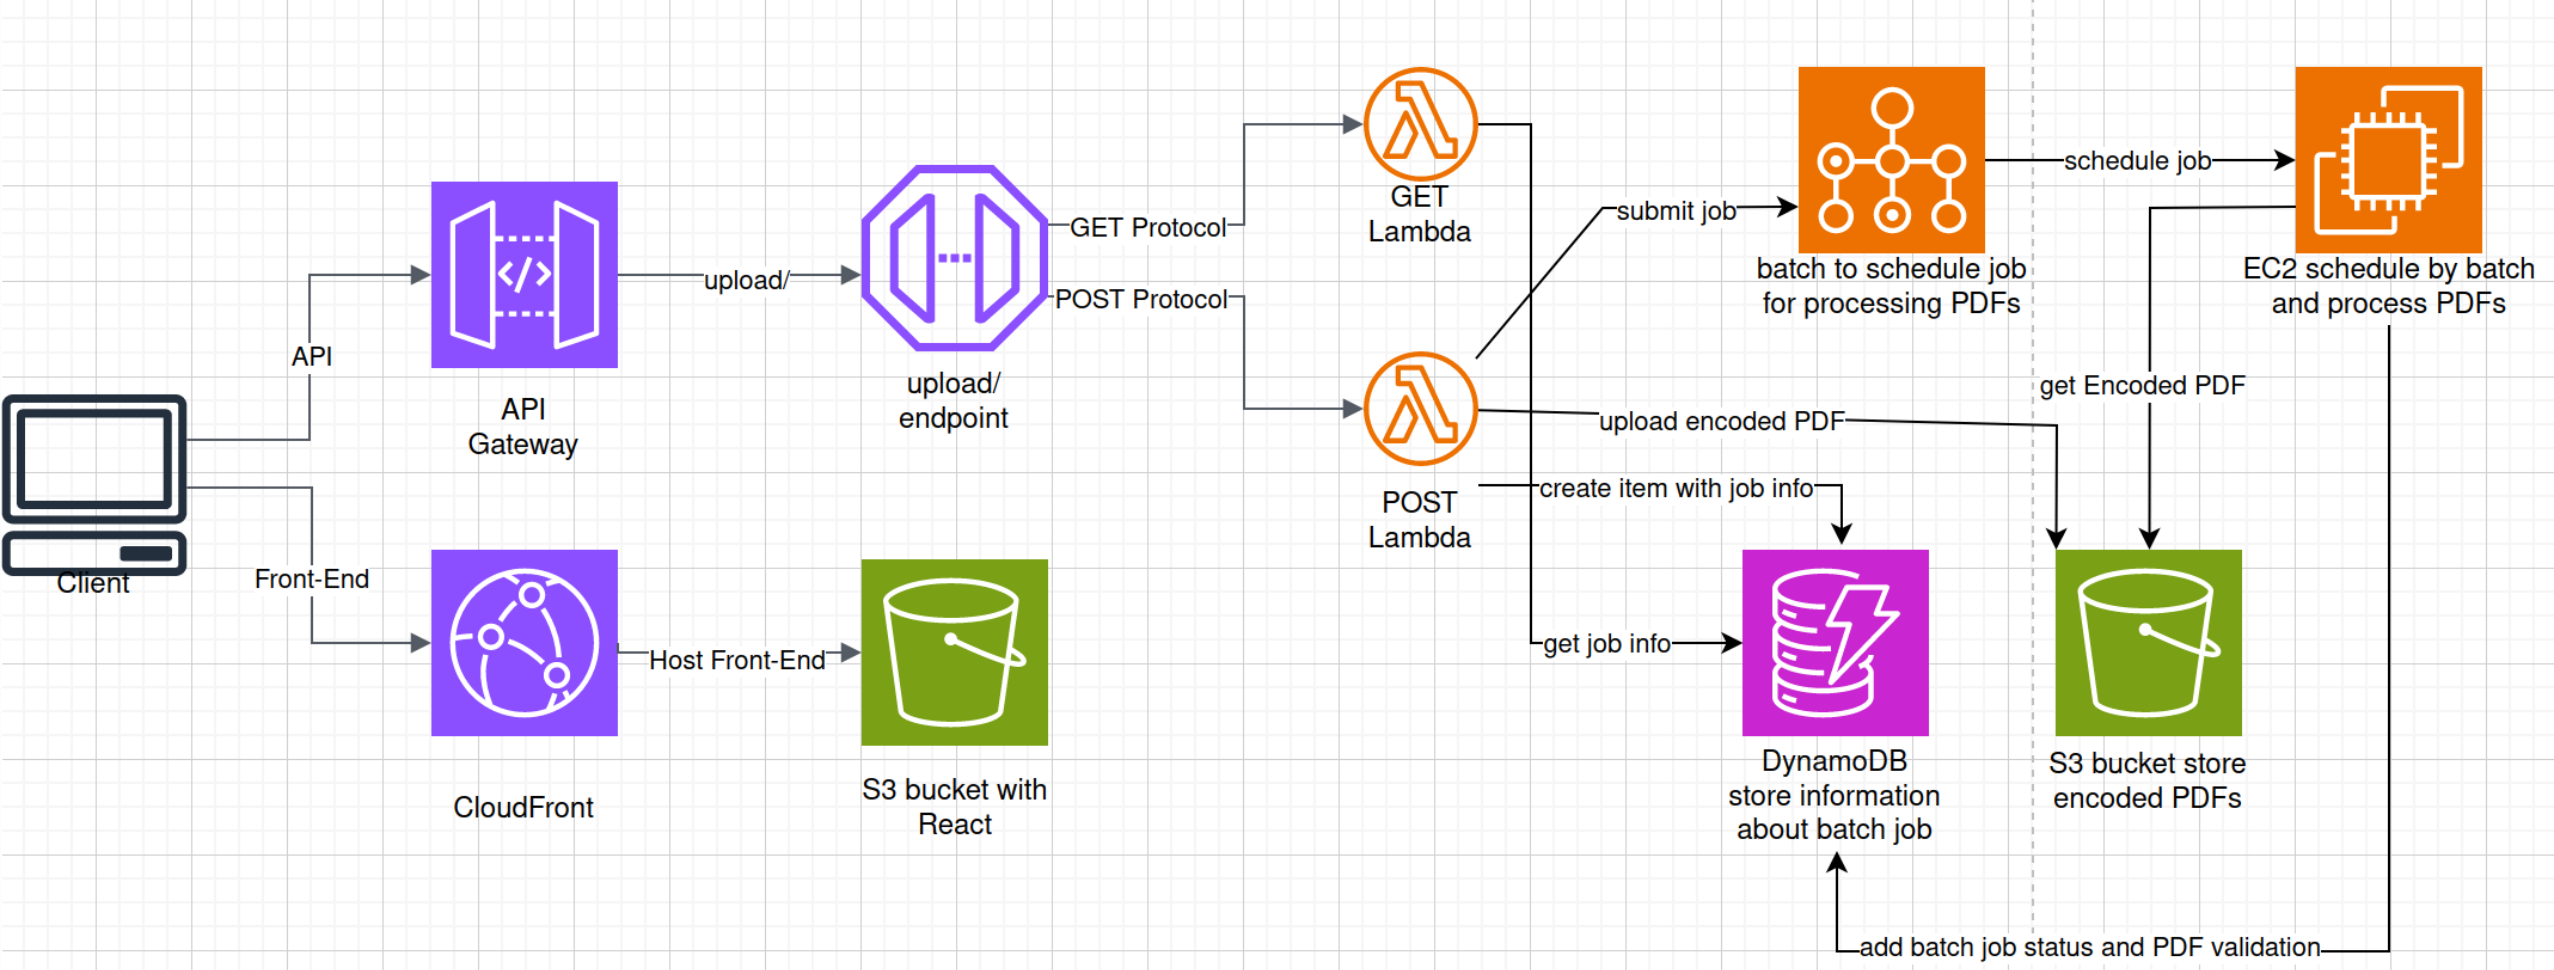 Client
API
Front-End
API
Gateway
CloudFront
upload/
Host Front-End
upload/
endpoint
S3 bucket with
React
GET Protocol
POST Protocol
GET
Lambda
POST
Lambda
submit job
upload encoded PDF
create item with job info
get job info
batch to schedule job
for processing PDFs
schedule job
EC2 schedule by batch
and process PDFs
get Encoded PDF
DynamoDB
store information
about batch job
S3 bucket store
encoded PDFs
add batch job status and PDF validation